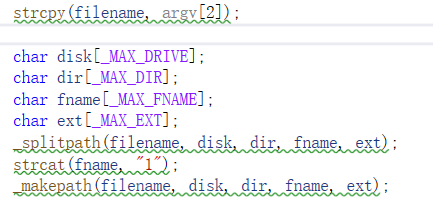 strcpy(filename, argv[2]);
char disk[_MAX_DRIVE];
char dir[_MAX_DIR];
char fname[_MAX_FNAME];
char ext[_MAX_EXT];
_splitpath(filename, disk, dir, fname, ext);
strcat(fname, "1");
_makepath(filename, disk, dir, fname, ext);